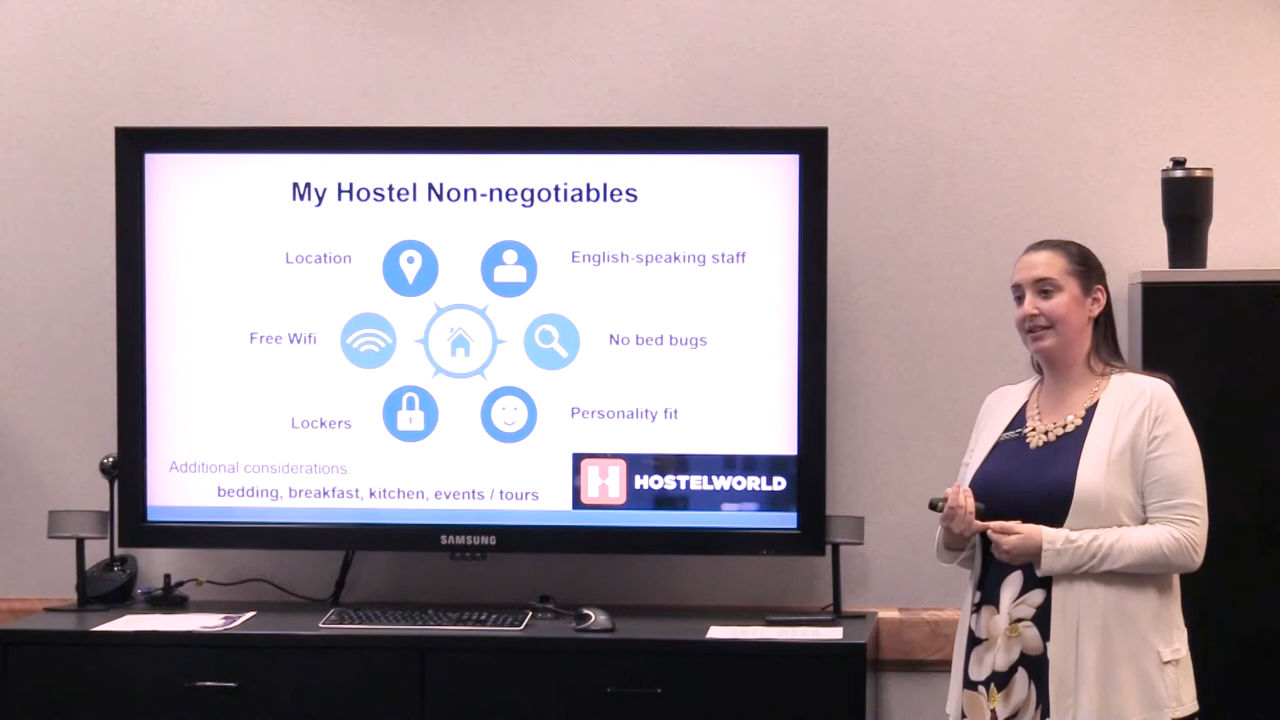 My Hostel Non-negotiables
Location
English-speaking staff
Free Wifi
No bed bugs
Lockers
Personality fit
Additional considerations:
bedding, breakfast, kitchen, events / tours
H HOSTELWORLD
SAMSUNG